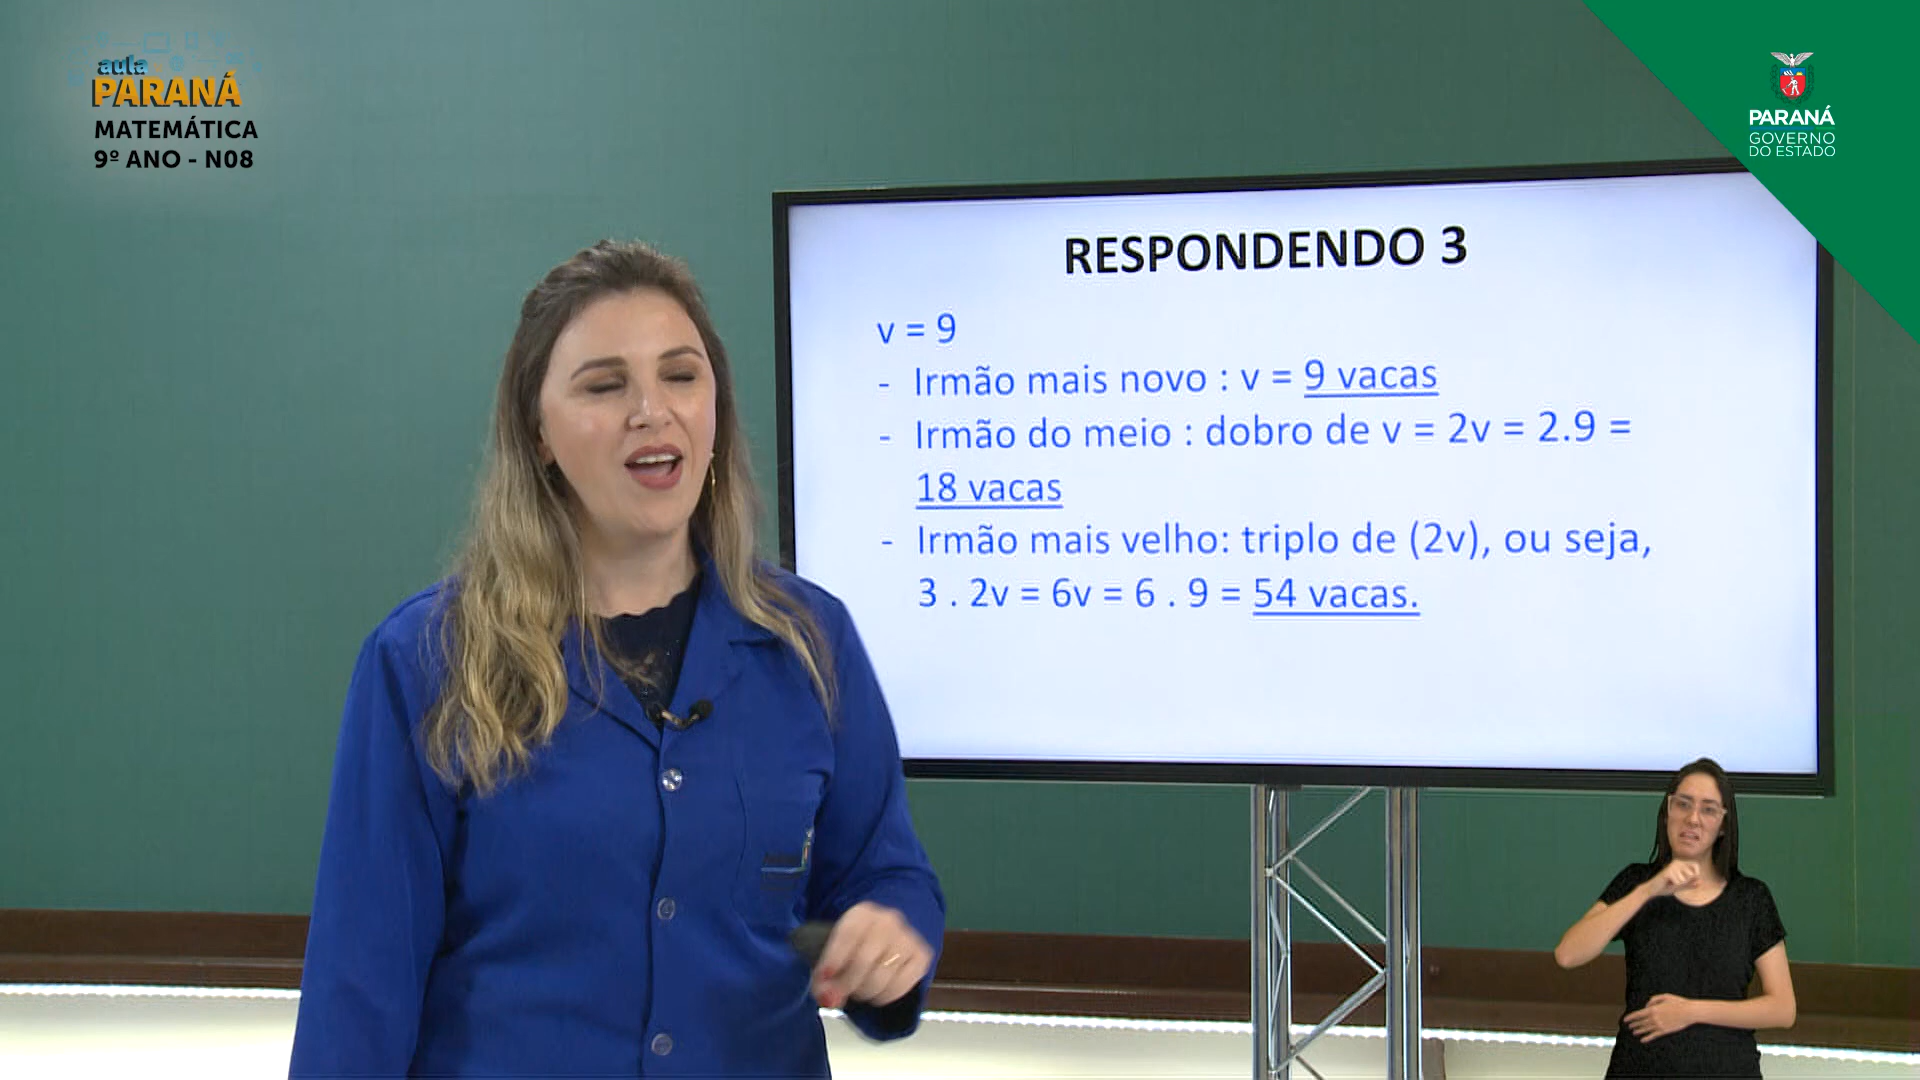 aula
PARANÁ
MATEMÁTICA
9º ANO - N08
PARANÁ
GOVERNO
DO ESTADO
RESPONDENDO 3
v = 9
- Irmão mais novo : v = 9 vacas
- Irmão do meio : dobro de v = 2v = 2.9 =
18 vacas
- Irmão mais velho: triplo de (2v), ou seja,
3 . 2v = 6v = 6 . 9 = 54 vacas.